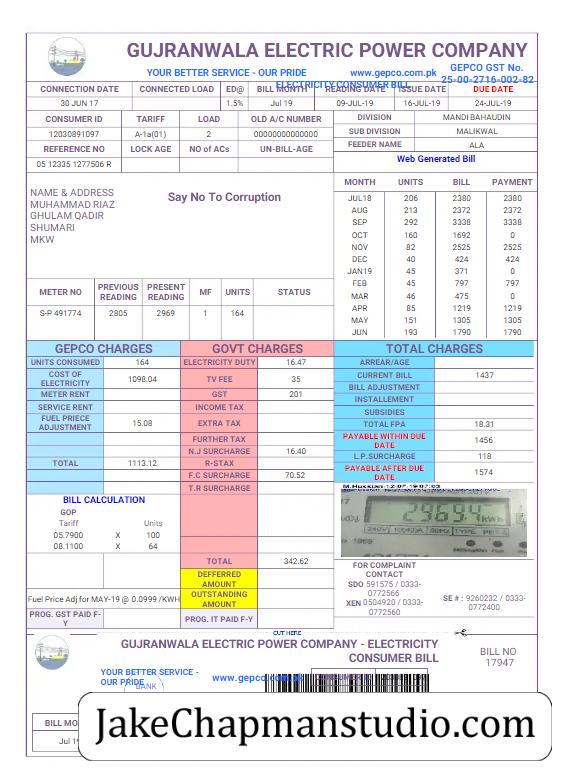 GUJRANWALA ELECTRIC POWER COMPANY
YOUR BETTER SERVICE - OUR PRIDE www.gepco.com.pk GEPCO GST No.
ELECTRICITY CONSUMER BILL 25-00-2716-002-82
CONNECTION DATE CONNECTED LOAD ED@ BILL MONTH READING DATE ISSUE DATE DUE DATE
30 JUN 17 1.5% Jul 19 09-JUL-19 16-JUL-19 24-JUL-19
CONSUMER ID TARIFF LOAD OLD A/C NUMBER DIVISION MANDI BAHAUDIN
12030891097 A-1a(01) 2 0000000000000 SUB DIVISION MALIKWAL
REFERENCE NO LOCK AGE NO of ACs UN-BILL-AGE FEEDER NAME ALA
05 12335 1277506 R Web Generated Bill
NAME & ADDRESS
MUHAMMAD RIAZ
GHULAM QADIR
SHUMARI
MKW
Say No To Corruption
MONTH UNITS BILL PAYMENT
JUL18 206 2380 2380
AUG 213 2372 2372
SEP 292 3338 3338
OCT 160 1692 0
NOV 82 2525 2525
DEC 40 424 424
JAN19 45 371 0
FEB 45 797 797
MAR 46 475 0
APR 85 1219 1219
MAY 151 1305 1305
JUN 193 1790 1790
METER NO PREVIOUS READING PRESENT READING MF UNITS STATUS
S-P 491774 2805 2969 1 164
GEPCO CHARGES GOVT CHARGES TOTAL CHARGES
UNITS CONSUMED 164
COST OF ELECTRICITY 1098.04
METER RENT
SERVICE RENT
FUEL PRIECE ADJUSTMENT 15.08
TOTAL 1113.12
ELECTRICITY DUTY 16.47
TV FEE 35
GST 201
INCOME TAX
EXTRA TAX
FURTHER TAX
N.J SURCHARGE 16.40
R-STAX
F.C SURCHARGE 70.52
T.R SURCHARGE
ARREAR/AGE
CURRENT BILL 1437
BILL ADJUSTMENT
INSTALLEMENT
SUBSIDIES
TOTAL FPA 18.31
PAYABLE WITHIN DUE DATE 1456
L.P.SURCHARGE 118
PAYABLE AFTER DUE DATE 1574
BILL CALCULATION
GOP
Tariff Units
05.7900 X 100
08.1100 X 64
M.Hussian 12-07-19 07:03
2969.4 kWh
TOTAL 342.62
DEFFERRED AMOUNT
Fuel Price Adj for MAY-19 @ 0.0999 /KWH OUTSTANDING AMOUNT
PROG. GST PAID F-Y PROG. IT PAID F-Y
FOR COMPLAINT CONTACT
SDO 591575 / 0333-0772566
XEN 0504920 / 0333-0772560
SE # : 9260232 / 0333-0772400
CUT HERE
GUJRANWALA ELECTRIC POWER COMPANY - ELECTRICITY
CONSUMER BILL
BILL NO
17947
YOUR BETTER SERVICE -
OUR PRIDE
www.gepco.com.pk
BANK
BILL MO
Jul 19
JakeChapmanstudio.com